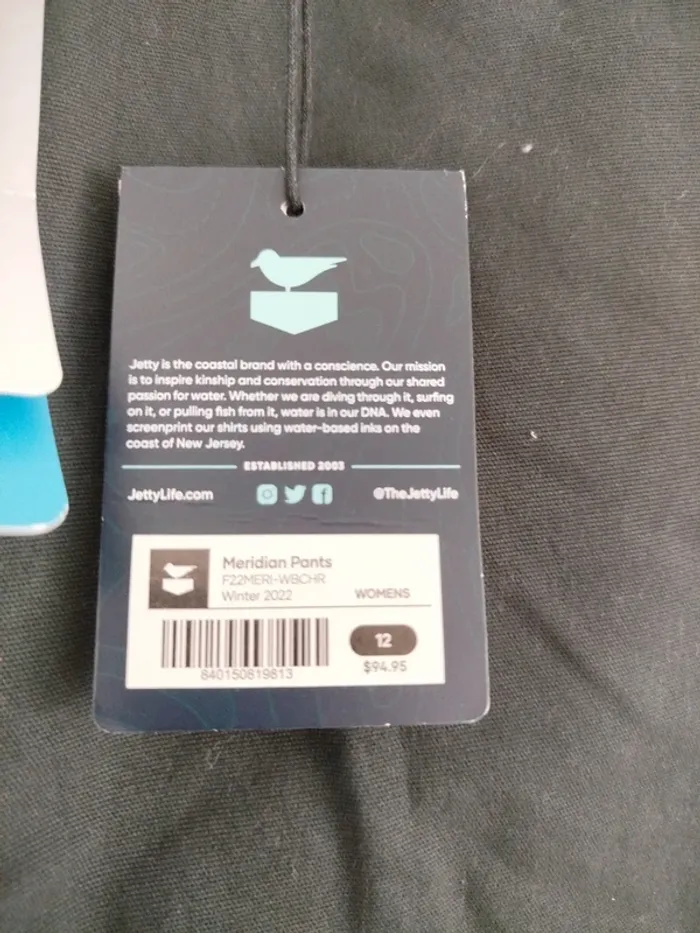 Jetty is the coastal brand with a conscience. Our mission
is to inspire kinship and conservation through our shared
passion for water. Whether we are diving through it, surfing
on it, or pulling fish from it, water is in our DNA. We even
screenprint our shirts using water-based inks on the
coast of New Jersey.
ESTABLISHED 2003
JettyLife.com @TheJettyLife
Meridian Pants
F22MERI-WBCHR
Winter 2022 WOMENS
12
840150819813 $94.95